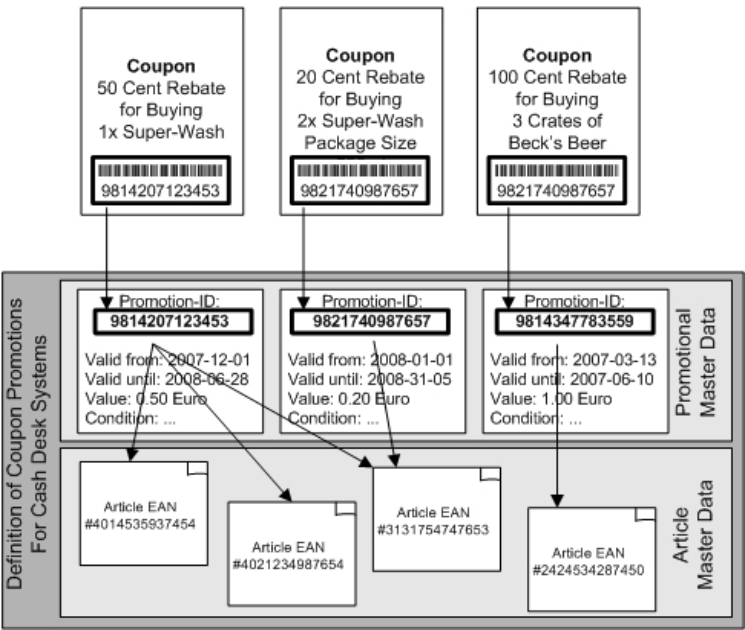 Coupon
50 Cent Rebate
for Buying
1x Super-Wash
9814207123453
Coupon
20 Cent Rebate
for Buying
2x Super-Wash
Package Size
9821740987657
Coupon
100 Cent Rebate
for Buying
3 Crates of
Beck's Beer
9821740987657
Definition of Coupon Promotions
For Cash Desk Systems
Promotion-ID:
9814207123453
Valid from: 2007-12-01
Valid until: 2008-06-28
Value: 0.50 Euro
Condition: ...
Promotion-ID:
9821740987657
Valid from: 2008-01-01
Valid until: 2008-31-05
Value: 0.20 Euro
Condition: ...
Promotion-ID:
9814347783559
Valid from: 2007-03-13
Valid until: 2007-06-10
Value: 1.00 Euro
Condition: ...
Promotional
Master Data
Article EAN
#4014535937454
Article EAN
#4021234987654
Article EAN
#3131754747653
Article EAN
#2424534287450
Article
Master Data